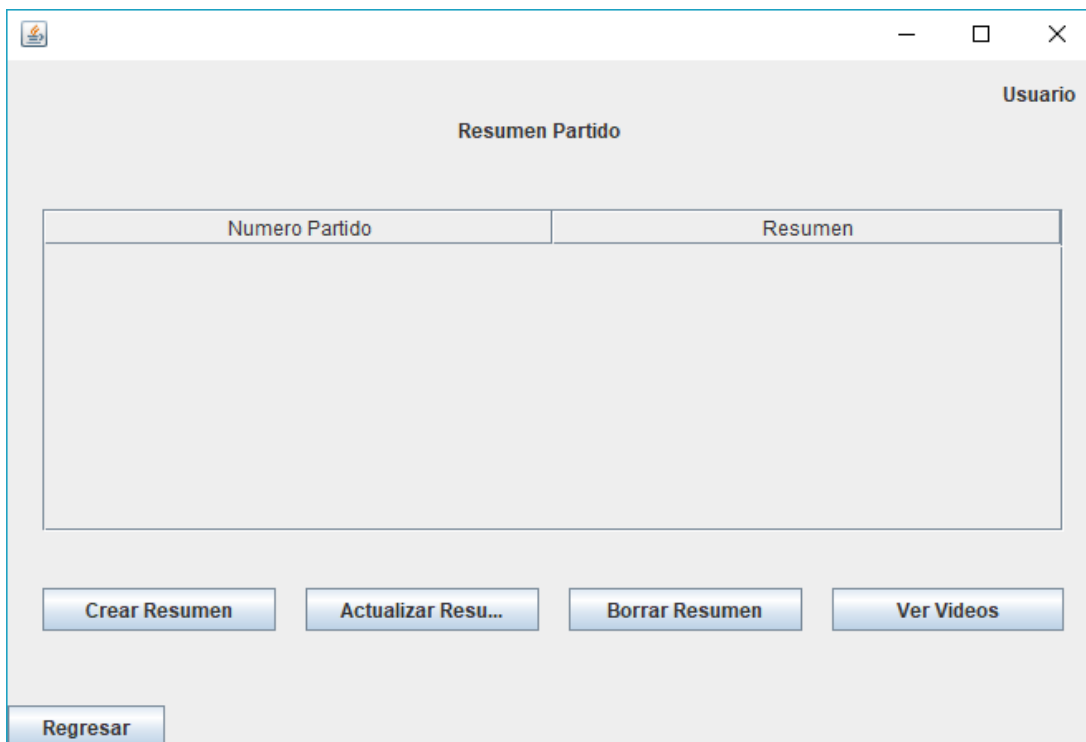 Usuario
Resumen Partido
Numero Partido Resumen
Crear Resumen Actualizar Resu... Borrar Resumen Ver Videos
Regresar